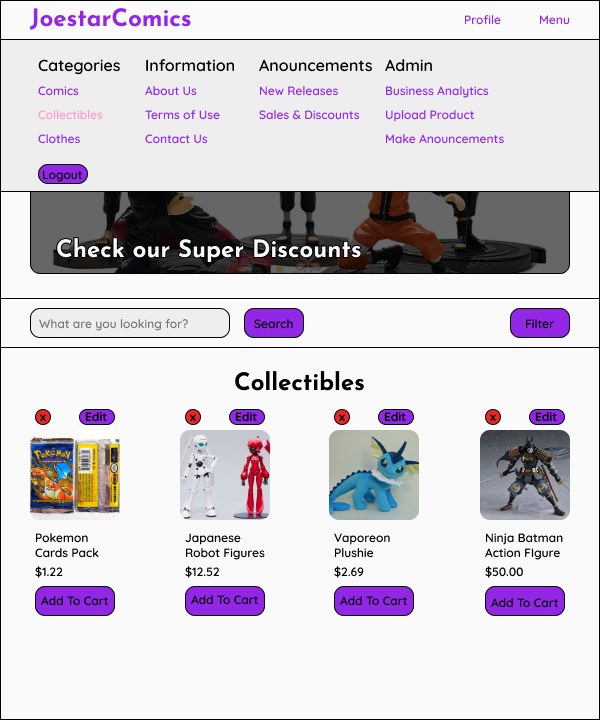 JoestarComics
Profile
Menu
Categories
Information
Anouncements
Admin
Comics
About Us
New Releases
Business Analytics
Collectibles
Terms of Use
Sales & Discounts
Upload Product
Clothes
Contact Us
Make Anouncements
Logout
Check our Super Discounts
What are you looking for?
Search
Filter
Collectibles
x
Edit
x
Edit
x
Edit
x
Edit
POKéMON
Pokemon
Cards Pack
$1.22
Add To Cart
Japanese
Robot Figures
$12.52
Add To Cart
Vaporeon
Plushie
$2.69
Add To Cart
Ninja Batman
Action FIgure
$50.00
Add To Cart